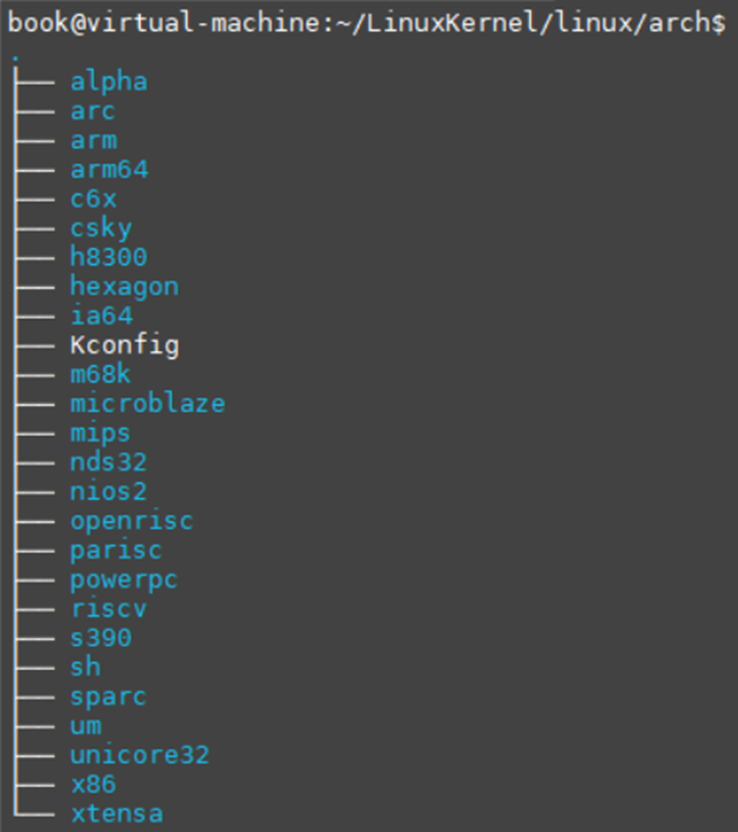 book@virtual-machine:~/LinuxKernel/linux/arch$
.
├── alpha
├── arc
├── arm
├── arm64
├── c6x
├── csky
├── h8300
├── hexagon
├── ia64
├── Kconfig
├── m68k
├── microblaze
├── mips
├── nds32
├── nios2
├── openrisc
├── parisc
├── powerpc
├── riscv
├── s390
├── sh
├── sparc
├── um
├── unicore32
├── x86
└── xtensa